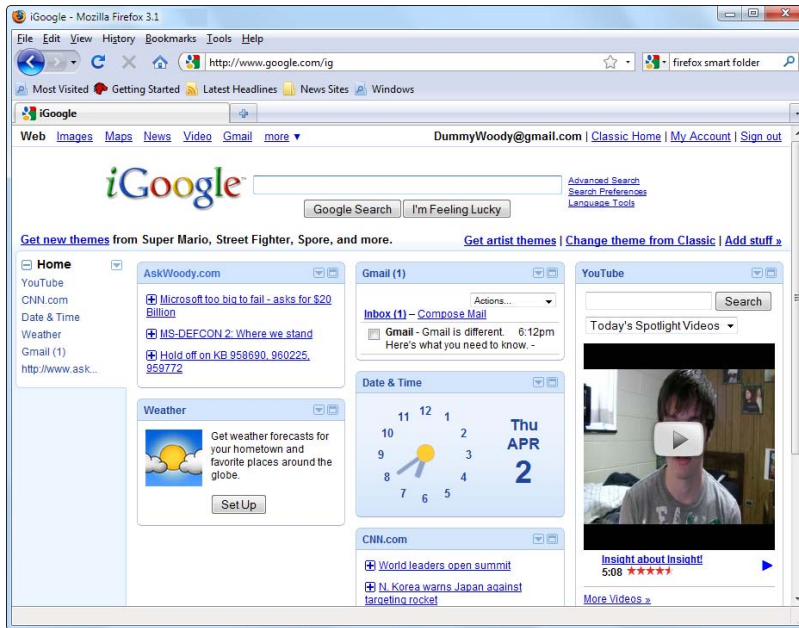 iGoogle - Mozilla Firefox 3.1
File Edit View History Bookmarks Tools Help
http://www.google.com/ig
firefox smart folder
Most Visited Getting Started Latest Headlines News Sites Windows
iGoogle
Web Images Maps News Video Gmail more ▼
DummyWoody@gmail.com | Classic Home | My Account | Sign out
iGoogle™
Advanced Search
Search Preferences
Language Tools
Google Search I'm Feeling Lucky
Get new themes from Super Mario, Street Fighter, Spore, and more.
Get artist themes | Change theme from Classic | Add stuff »
Home
YouTube
CNN.com
Date & Time
Weather
Gmail (1)
http://www.ask...
AskWoody.com
Microsoft too big to fail - asks for $20
Billion
MS-DEFCON 2: Where we stand
Hold off on KB 958690, 960225,
959772
Weather
Get weather forecasts for
your hometown and
favorite places around the
globe.
Set Up
Gmail (1)
Actions...
Inbox (1) – Compose Mail
Gmail - Gmail is different. 6:12pm
Here's what you need to know. -
Date & Time
12
1
2
3
4
5
6
7
8
9
10
11
Thu
APR
2
CNN.com
World leaders open summit
N. Korea warns Japan against
targeting rocket
YouTube
Search
Today's Spotlight Videos
Insight about Insight!
5:08
More Videos »